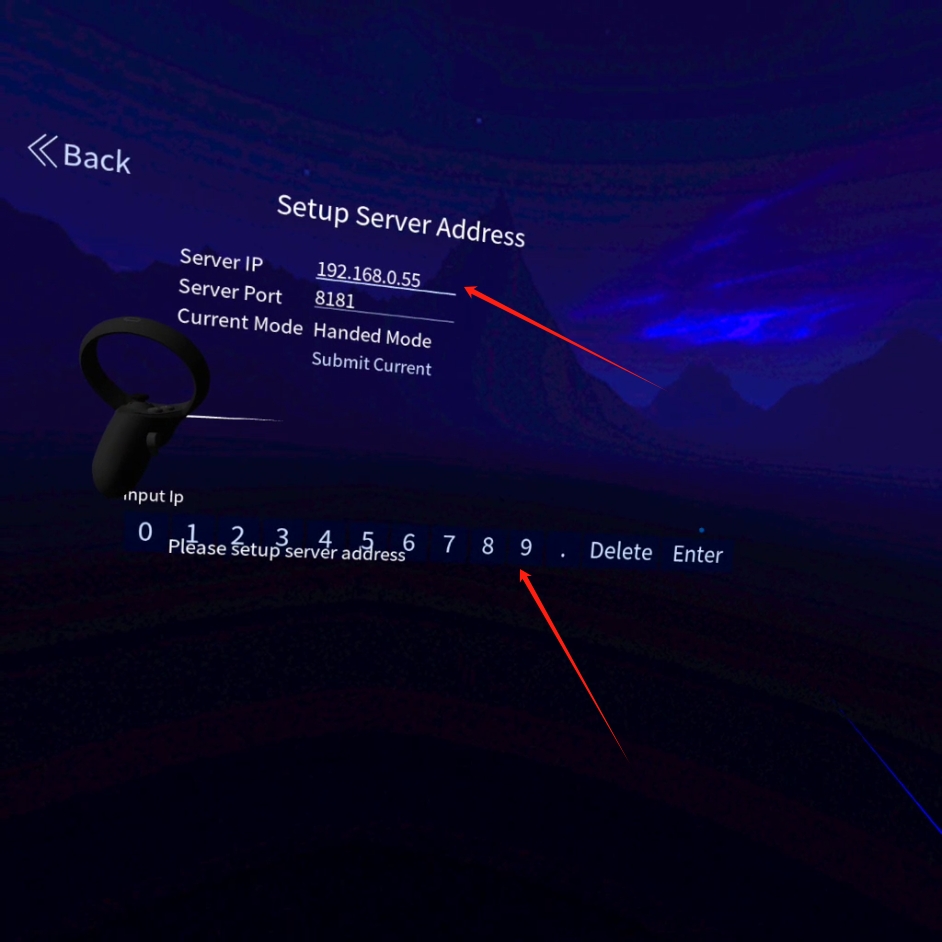 Back
Setup Server Address
Server IP 192.168.0.55
Server Port 8181
Current Mode Handed Mode
Submit Current
Input Ip
0 1 2 3 4 5 6 7 8 9 . Delete Enter
Please setup server address